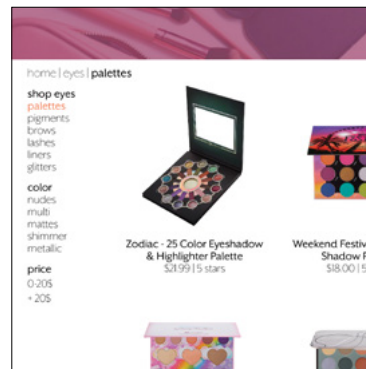 home | eyes | palettes
shop eyes
palettes
pigments
brows
lashes
liners
glitters
color
nudes
multi
mattes
shimmer
metallic
price
0-20$
+ 20$
Zodiac - 25 Color Eyeshadow
& Highlighter Palette
$21.99 | 5 stars
Weekend Festiv
Shadow P
$18.00 | 5